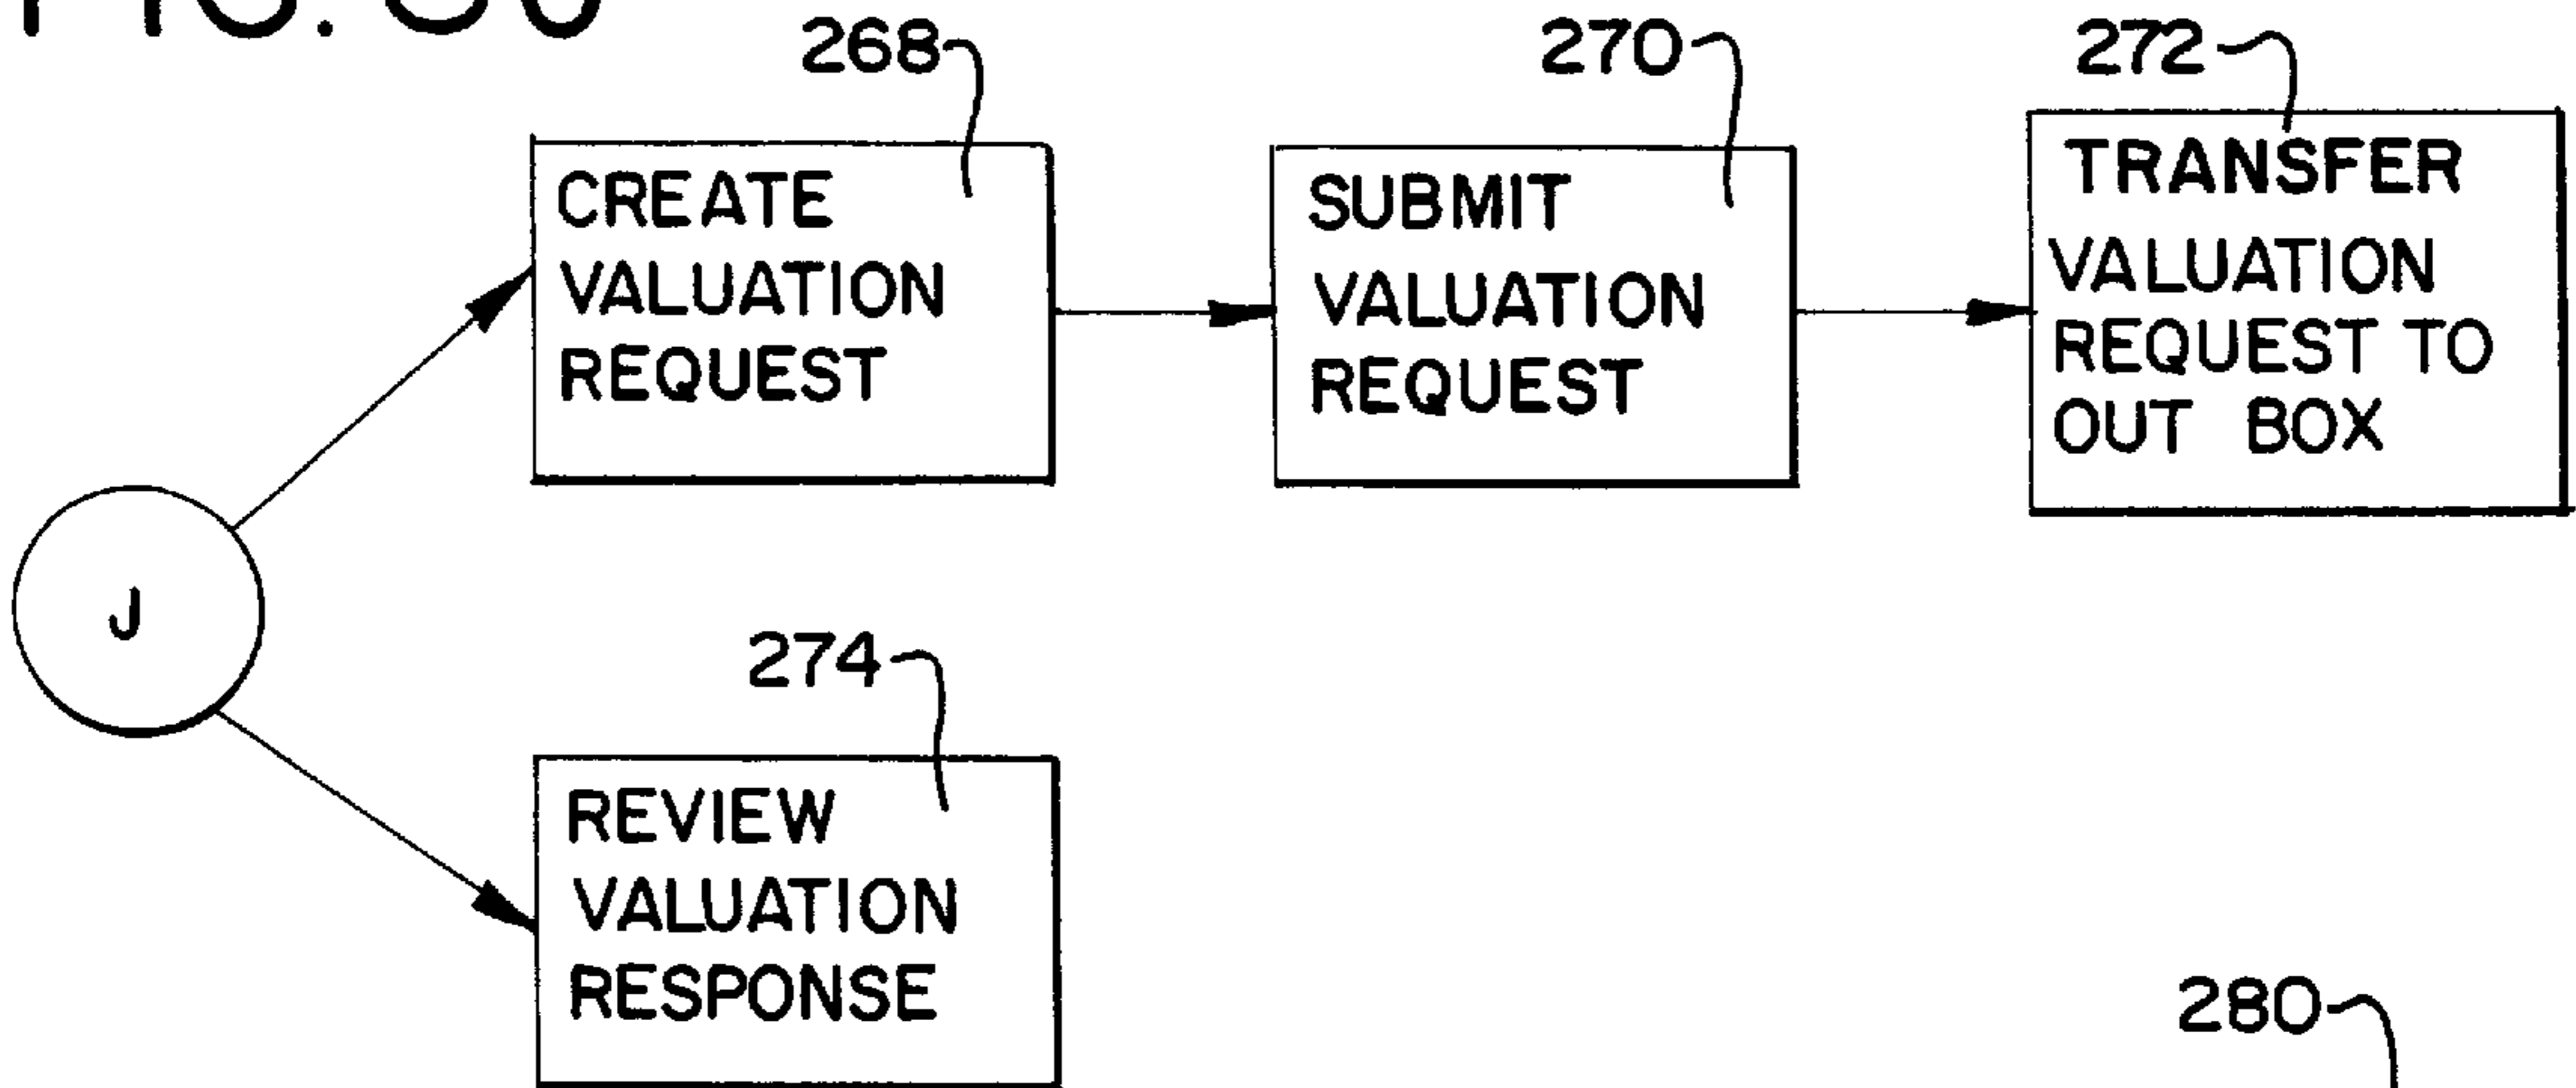 268
270
272
CREATE
VALUATION
REQUEST
SUBMIT
VALUATION
REQUEST
TRANSFER
VALUATION
REQUEST TO
OUT BOX
J
274
REVIEW
VALUATION
RESPONSE
280